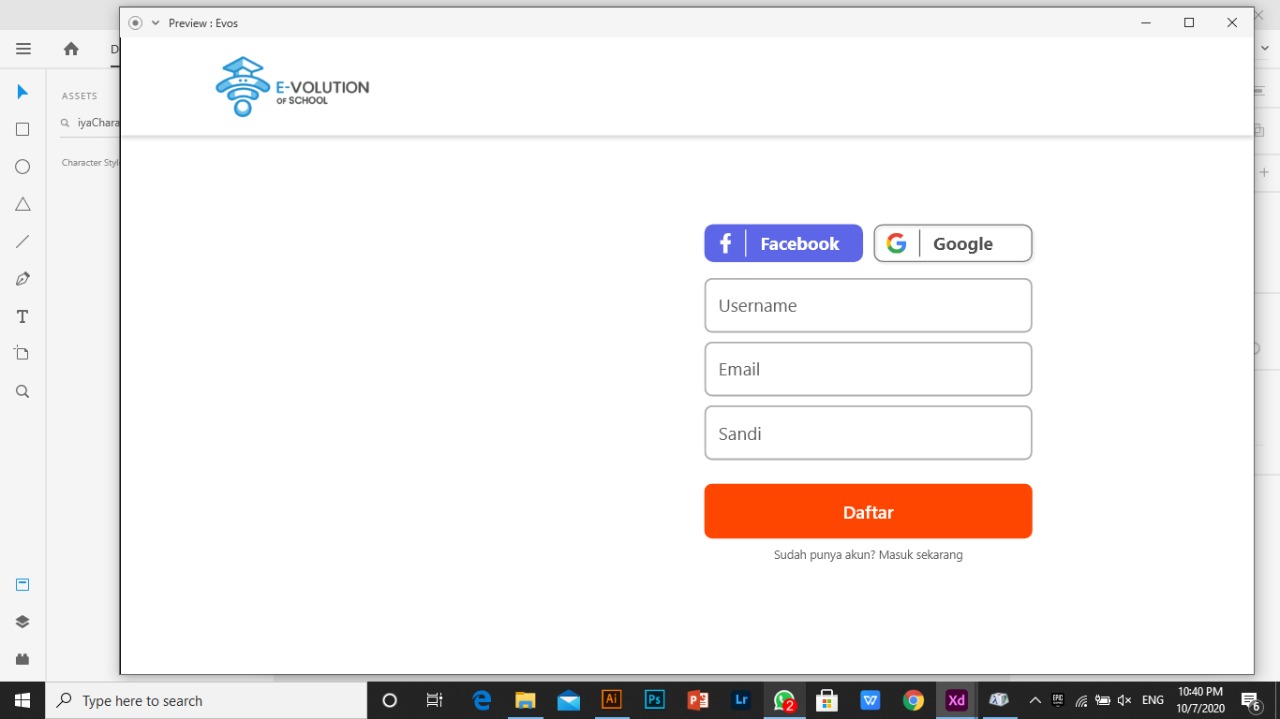 Preview : Evos
D
ASSETS
iyaChara
Character Styl
E-VOLUTION
OF SCHOOL
Facebook
Google
Username
Email
Sandi
Daftar
Sudah punya akun? Masuk sekarang
Type here to search
Ai
Ps
Lr
2
Xd
ENG
10:40 PM
10/7/2020
6